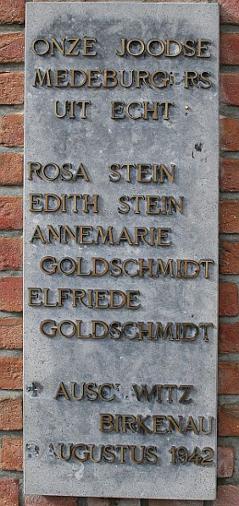 ONZE JOODSE
MEDEBURGERS
UIT ECHT
ROSA STEIN
EDITH STEIN
ANNEMARIE
GOLDSCHMIDT
ELFRIEDE
GOLDSCHMIDT
AUSCHWITZ
BIRKENAU
AUGUSTUS 1942